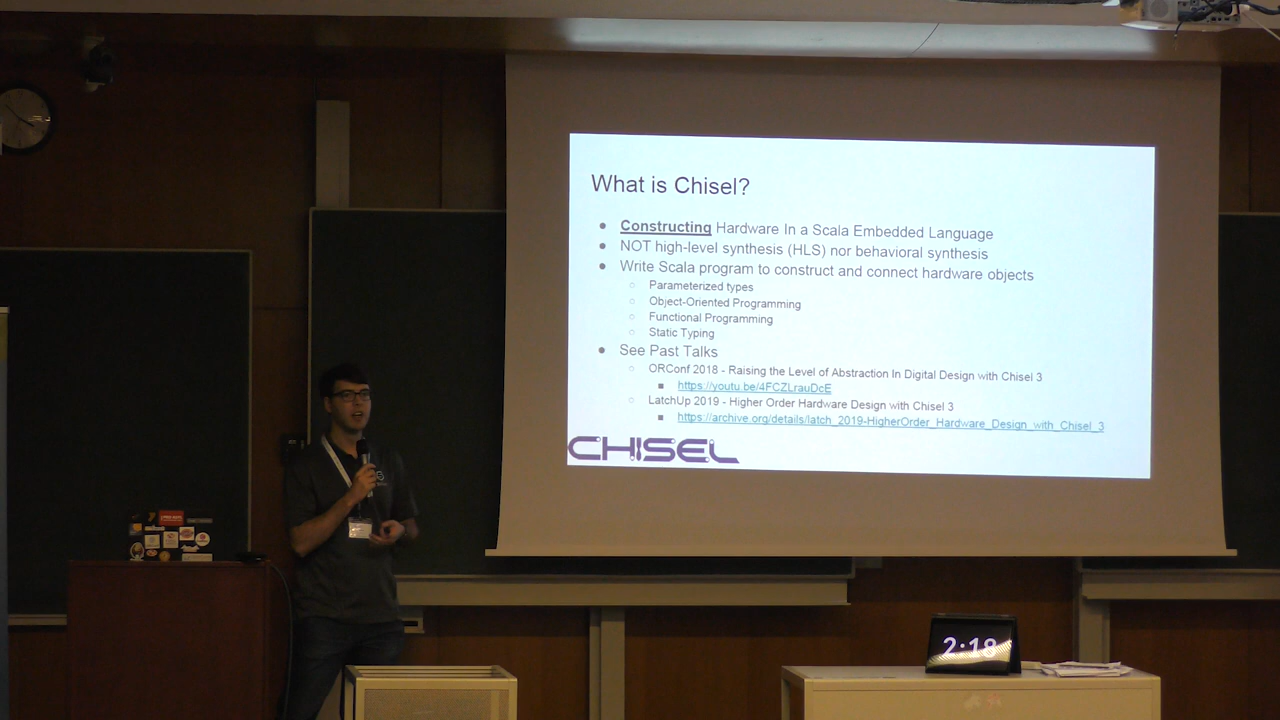 What is Chisel?
● Constructing Hardware In a Scala Embedded Language
● NOT high-level synthesis (HLS) nor behavioral synthesis
● Write Scala program to construct and connect hardware objects
○ Parameterized types
○ Object-Oriented Programming
○ Functional Programming
○ Static Typing
● See Past Talks
○ ORConf 2018 - Raising the Level of Abstraction In Digital Design with Chisel 3
■ https://youtu.be/4FCZLrauDcE
○ LatchUp 2019 - Higher Order Hardware Design with Chisel 3
■ https://archive.org/details/latch_2019-HigherOrder_Hardware_Design_with_Chisel_3
CHISEL
2:18